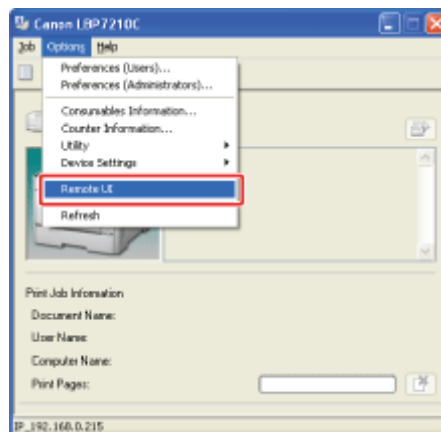 Canon LBP7210C
Job Options Help
Preferences (Users)...
Preferences (Administrators)...
Consumables Information...
Counter Information...
Utility
Device Settings
Remote UI
Refresh
Print Job Information
Document Name:
User Name:
Computer Name:
Print Pages:
IP_192.168.0.215